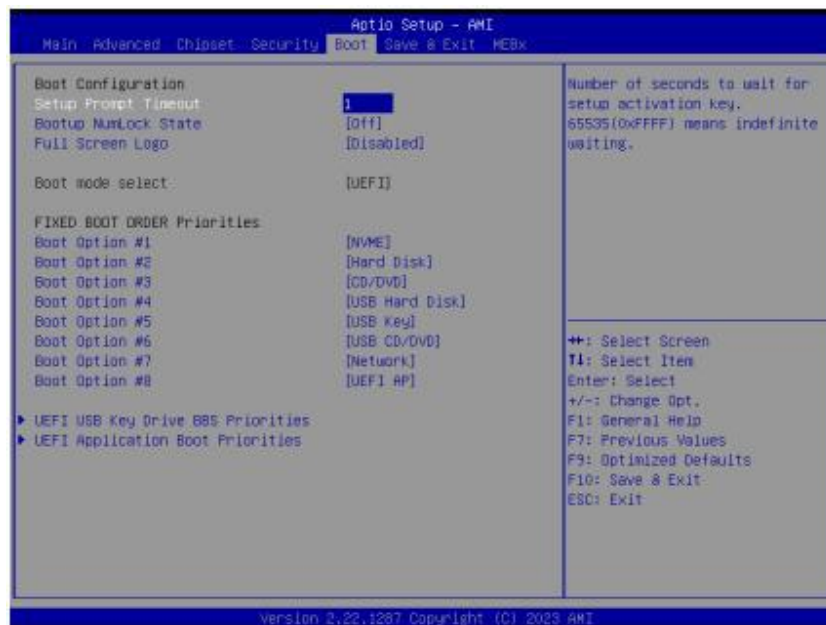 Aptio Setup - AMI
Main Advanced Chipset Security Boot Save & Exit MEBx
Boot Configuration
Setup Prompt Timeout 1
Bootup NumLock State [Off]
Full Screen Logo [Disabled]
Boot mode select [UEFI]
FIXED BOOT ORDER Priorities
Boot Option #1 [NVME]
Boot Option #2 [Hard Disk]
Boot Option #3 [CD/DVD]
Boot Option #4 [USB Hard Disk]
Boot Option #5 [USB Key]
Boot Option #6 [USB CD/DVD]
Boot Option #7 [Network]
Boot Option #8 [UEFI AP]
UEFI USB Key Drive BBS Priorities
UEFI Application Boot Priorities
Number of seconds to wait for
setup activation key.
65535(0xFFFF) means indefinite
waiting.
→←: Select Screen
↑↓: Select Item
Enter: Select
+/-: Change Opt.
F1: General Help
F7: Previous Values
F9: Optimized Defaults
F10: Save & Exit
ESC: Exit
Version 2.22.1287 Copyright (C) 2023 AMI